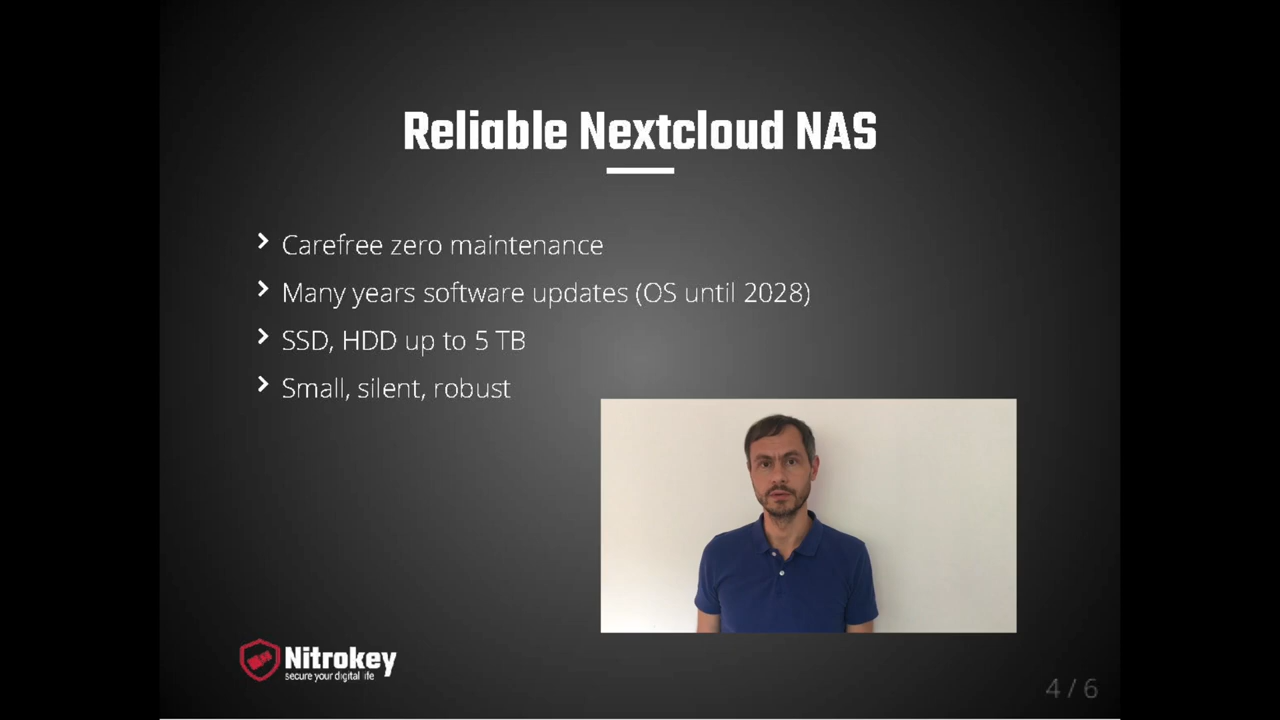 Reliable Nextcloud NAS
Carefree zero maintenance
Many years software updates (OS until 2028)
SSD, HDD up to 5 TB
Small, silent, robust
Nitrokey
secure your digital life
4 / 6